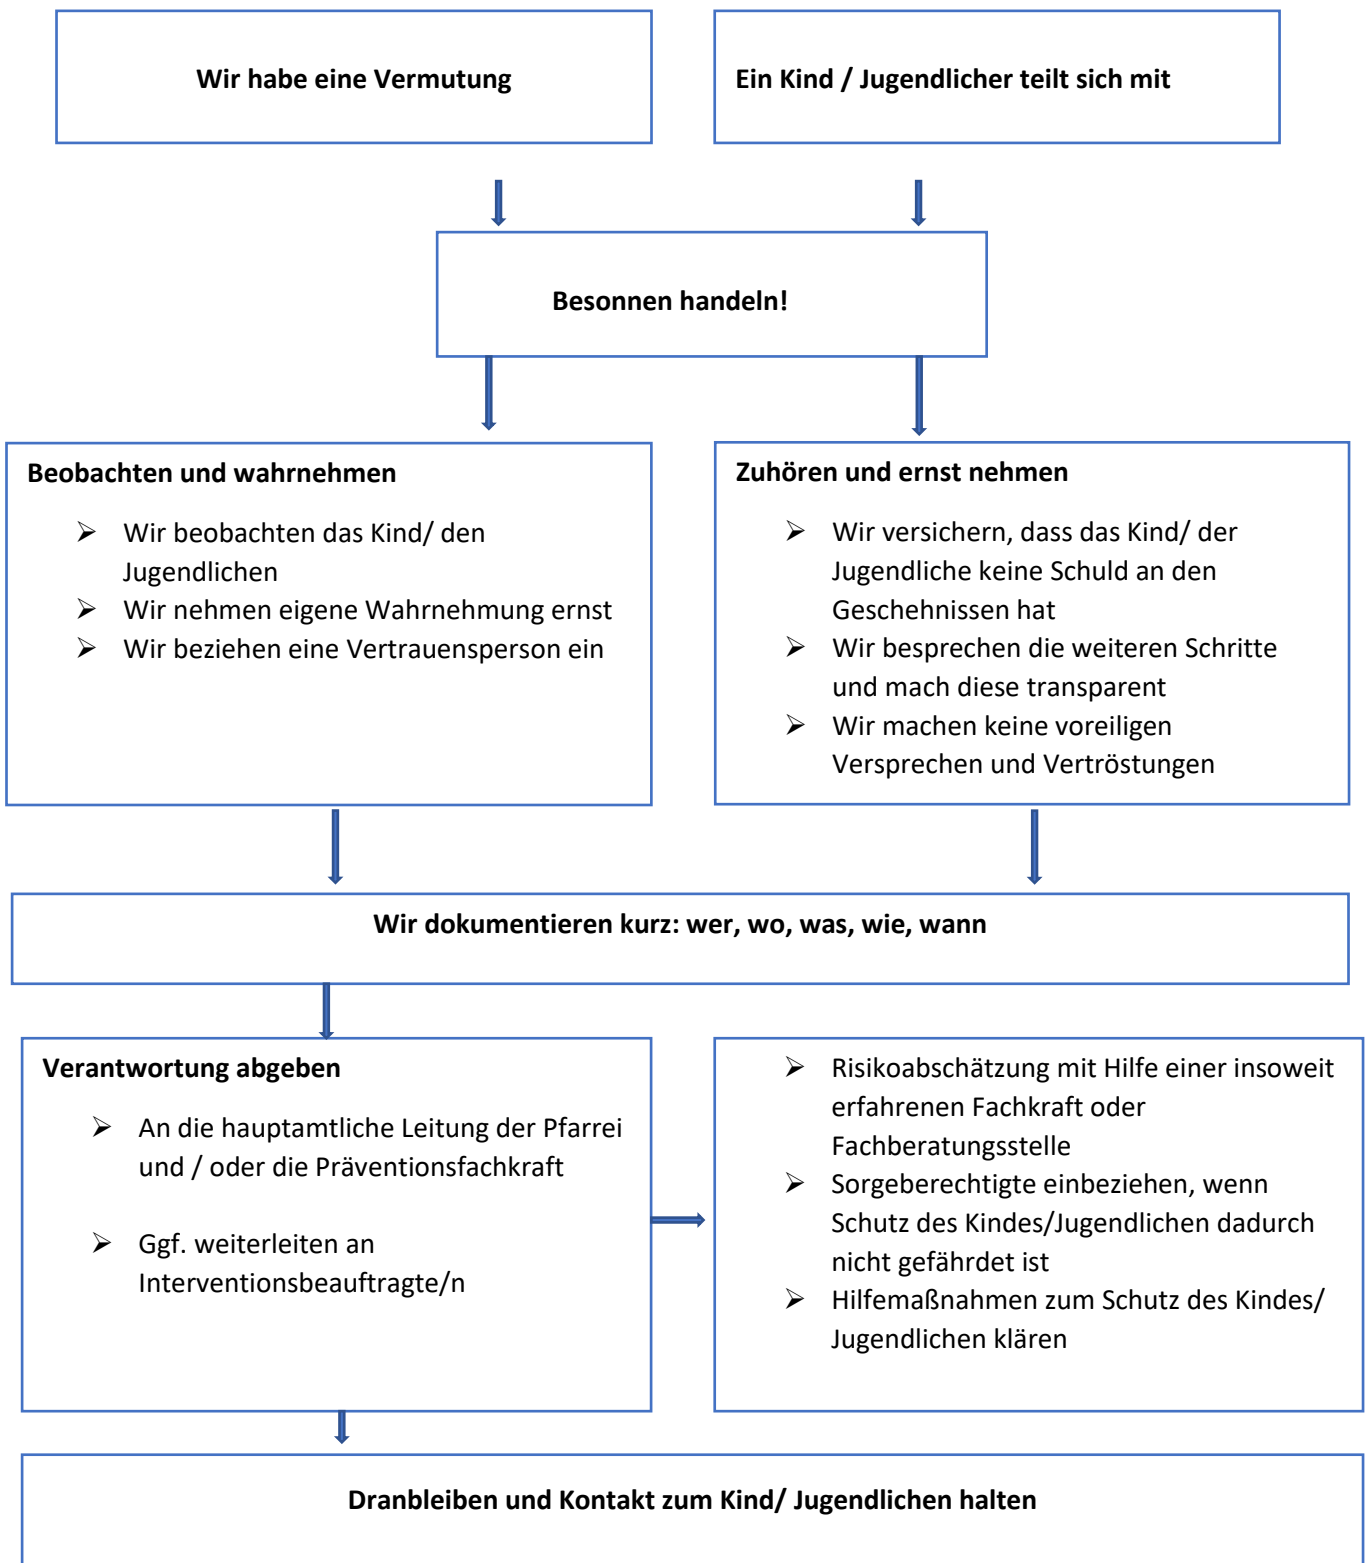 Wir habe eine Vermutung
Ein Kind / Jugendlicher teilt sich mit
Besonnen handeln!
Beobachten und wahrnehmen
➢ Wir beobachten das Kind/ den
Jugendlichen
➢ Wir nehmen eigene Wahrnehmung ernst
➢ Wir beziehen eine Vertrauensperson ein
Zuhören und ernst nehmen
➢ Wir versichern, dass das Kind/ der
Jugendliche keine Schuld an den
Geschehnissen hat
➢ Wir besprechen die weiteren Schritte
und mach diese transparent
➢ Wir machen keine voreiligen
Versprechen und Vertröstungen
Wir dokumentieren kurz: wer, wo, was, wie, wann
Verantwortung abgeben
➢ An die hauptamtliche Leitung der Pfarrei
und / oder die Präventionsfachkraft
➢ Ggf. weiterleiten an
Interventionsbeauftragte/n
➢ Risikoabschätzung mit Hilfe einer insoweit
erfahrenen Fachkraft oder
Fachberatungsstelle
➢ Sorgeberechtigte einbeziehen, wenn
Schutz des Kindes/Jugendlichen dadurch
nicht gefährdet ist
➢ Hilfemaßnahmen zum Schutz des Kindes/
Jugendlichen klären
Dranbleiben und Kontakt zum Kind/ Jugendlichen halten